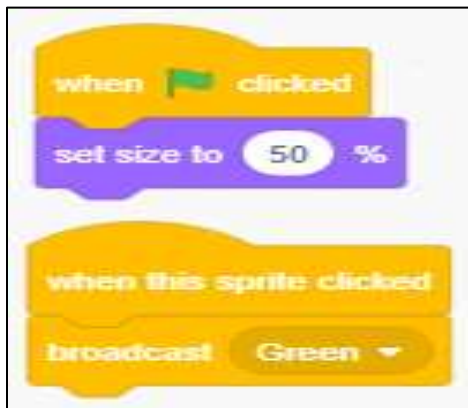 when clicked
set size to 50 %
when this sprite clicked
broadcast Green